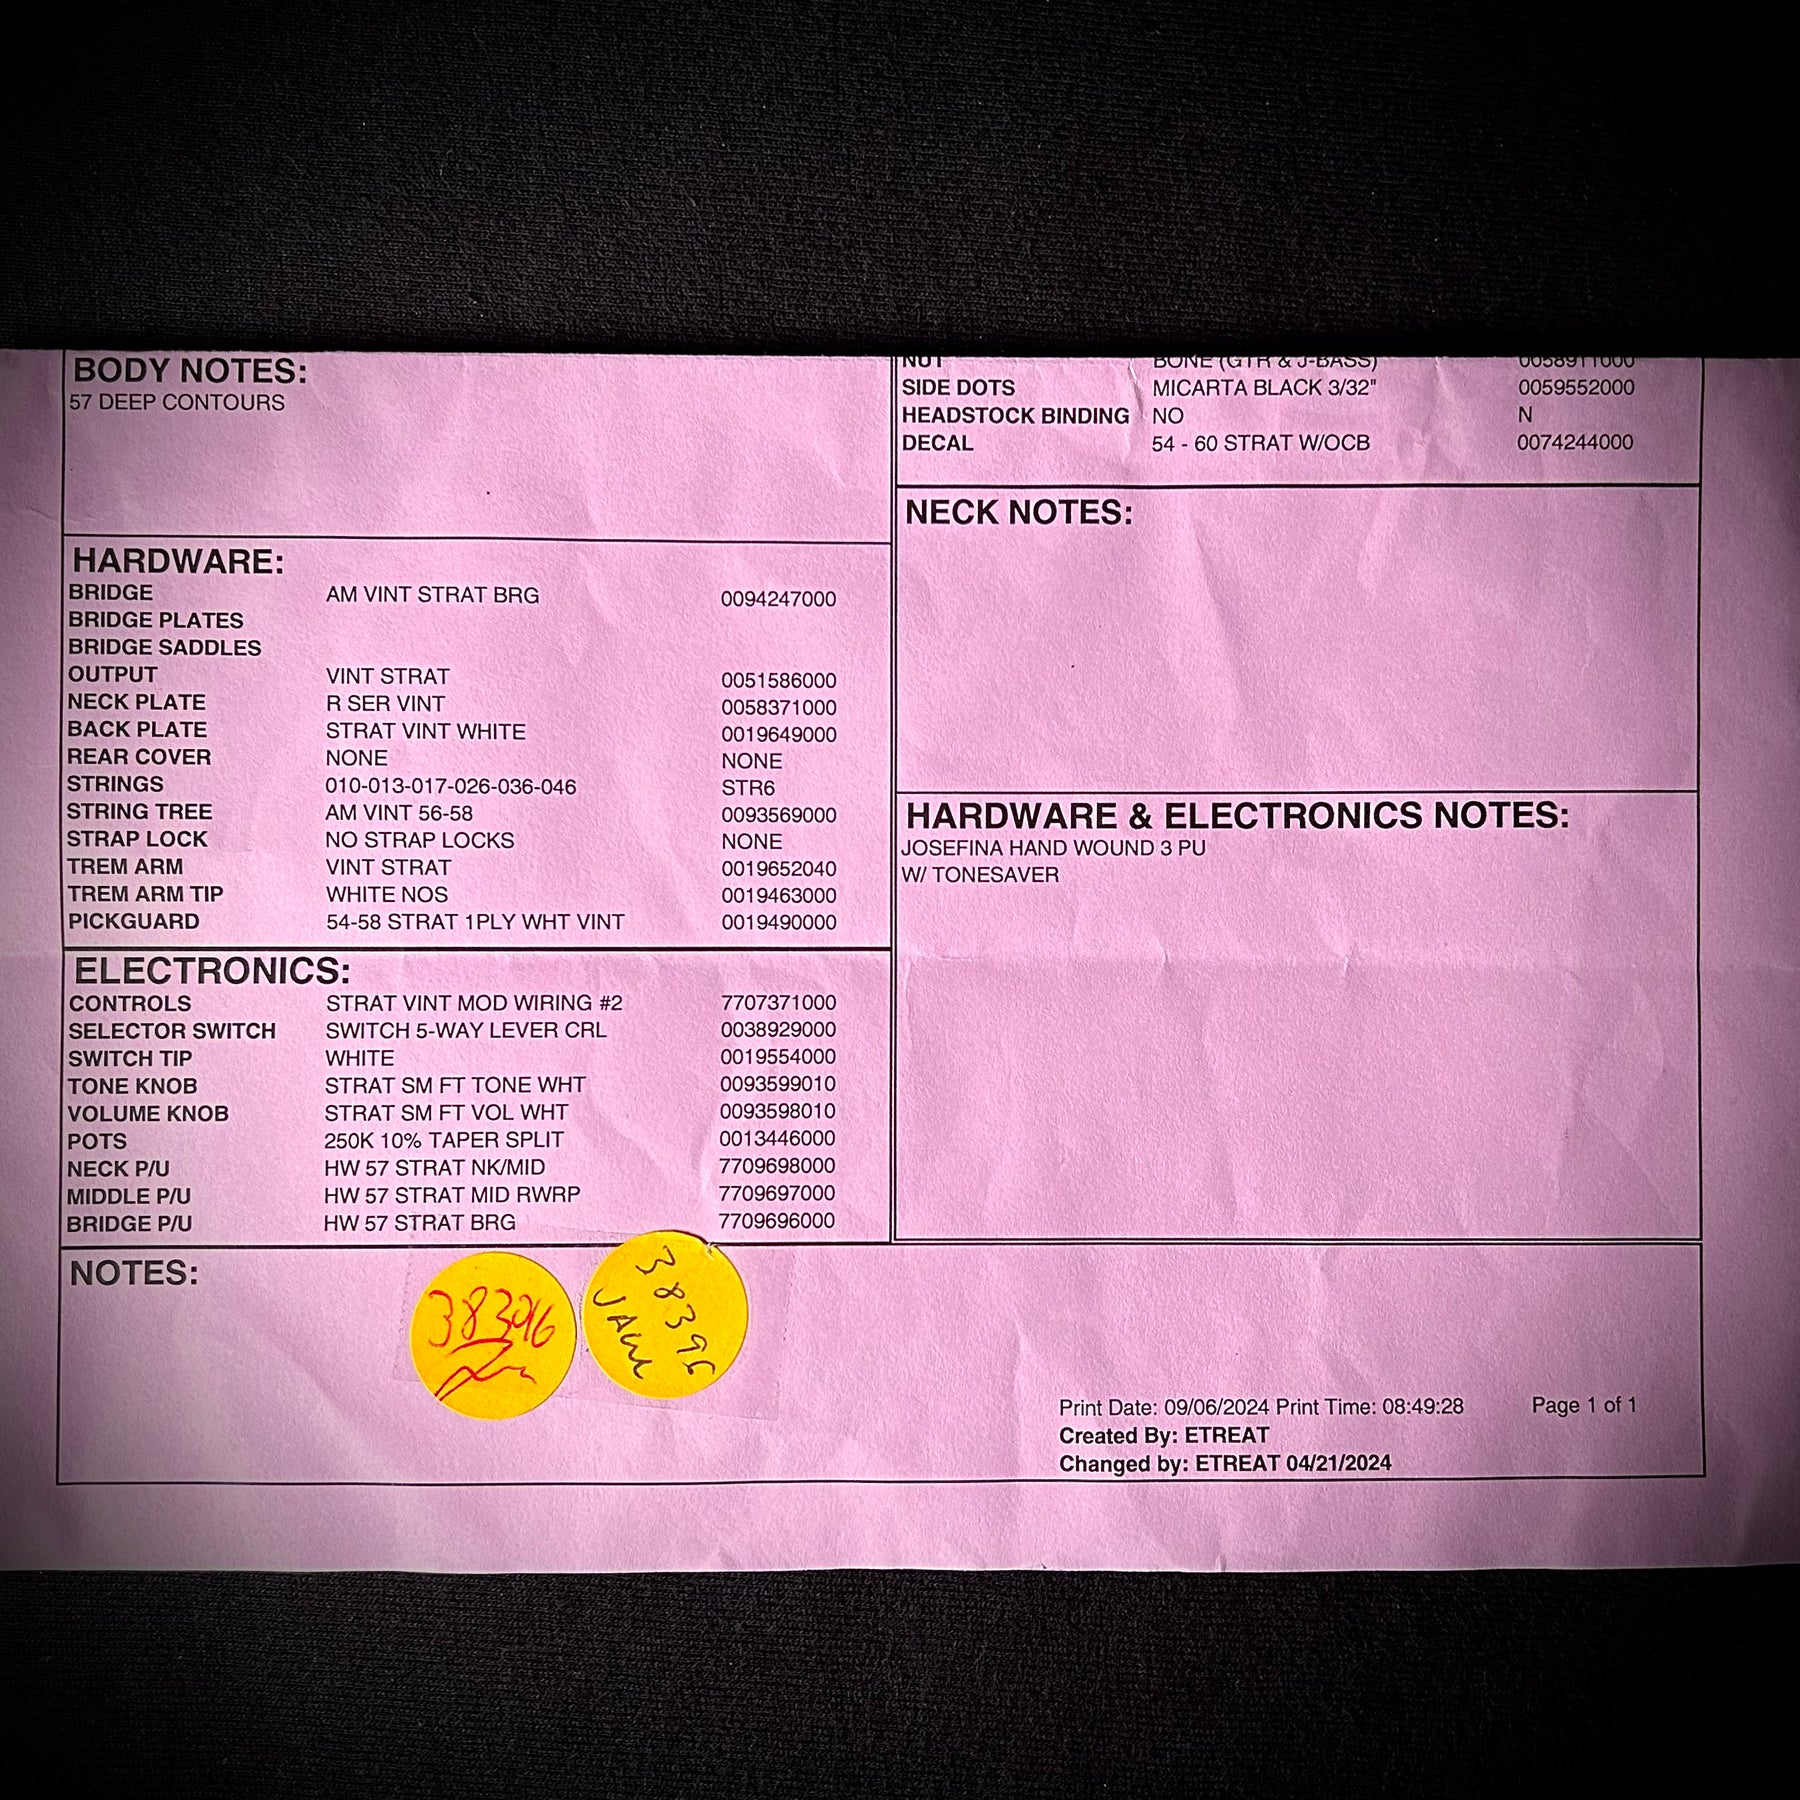 BODY NOTES:
57 DEEP CONTOURS
HARDWARE:
BRIDGE AM VINT STRAT BRG 0094247000
BRIDGE PLATES
BRIDGE SADDLES
OUTPUT VINT STRAT 0051586000
NECK PLATE R SER VINT 0058371000
BACK PLATE STRAT VINT WHITE 0019649000
REAR COVER NONE NONE
STRINGS 010-013-017-026-036-046 STR6
STRING TREE AM VINT 56-58 0093569000
STRAP LOCK NO STRAP LOCKS NONE
TREM ARM VINT STRAT 0019652040
TREM ARM TIP WHITE NOS 0019463000
PICKGUARD 54-58 STRAT 1PLY WHT VINT 0019490000
ELECTRONICS:
CONTROLS STRAT VINT MOD WIRING #2 7707371000
SELECTOR SWITCH SWITCH 5-WAY LEVER CRL 0038929000
SWITCH TIP WHITE 0019554000
TONE KNOB STRAT SM FT TONE WHT 0093599010
VOLUME KNOB STRAT SM FT VOL WHT 0093598010
POTS 250K 10% TAPER SPLIT 0013446000
NECK P/U HW 57 STRAT NK/MID 7709698000
MIDDLE P/U HW 57 STRAT MID RWRP 7709697000
BRIDGE P/U HW 57 STRAT BRG 7709696000
NUT BONE (GTR & J-BASS) 0058911000
SIDE DOTS MICARTA BLACK 3/32" 0059552000
HEADSTOCK BINDING NO N
DECAL 54 - 60 STRAT W/OCB 0074244000
NECK NOTES:
HARDWARE & ELECTRONICS NOTES:
JOSEFINA HAND WOUND 3 PU
W/ TONESAVER
NOTES:
38396
38396
Print Date: 09/06/2024 Print Time: 08:49:28 Page 1 of 1
Created By: ETREAT
Changed by: ETREAT 04/21/2024